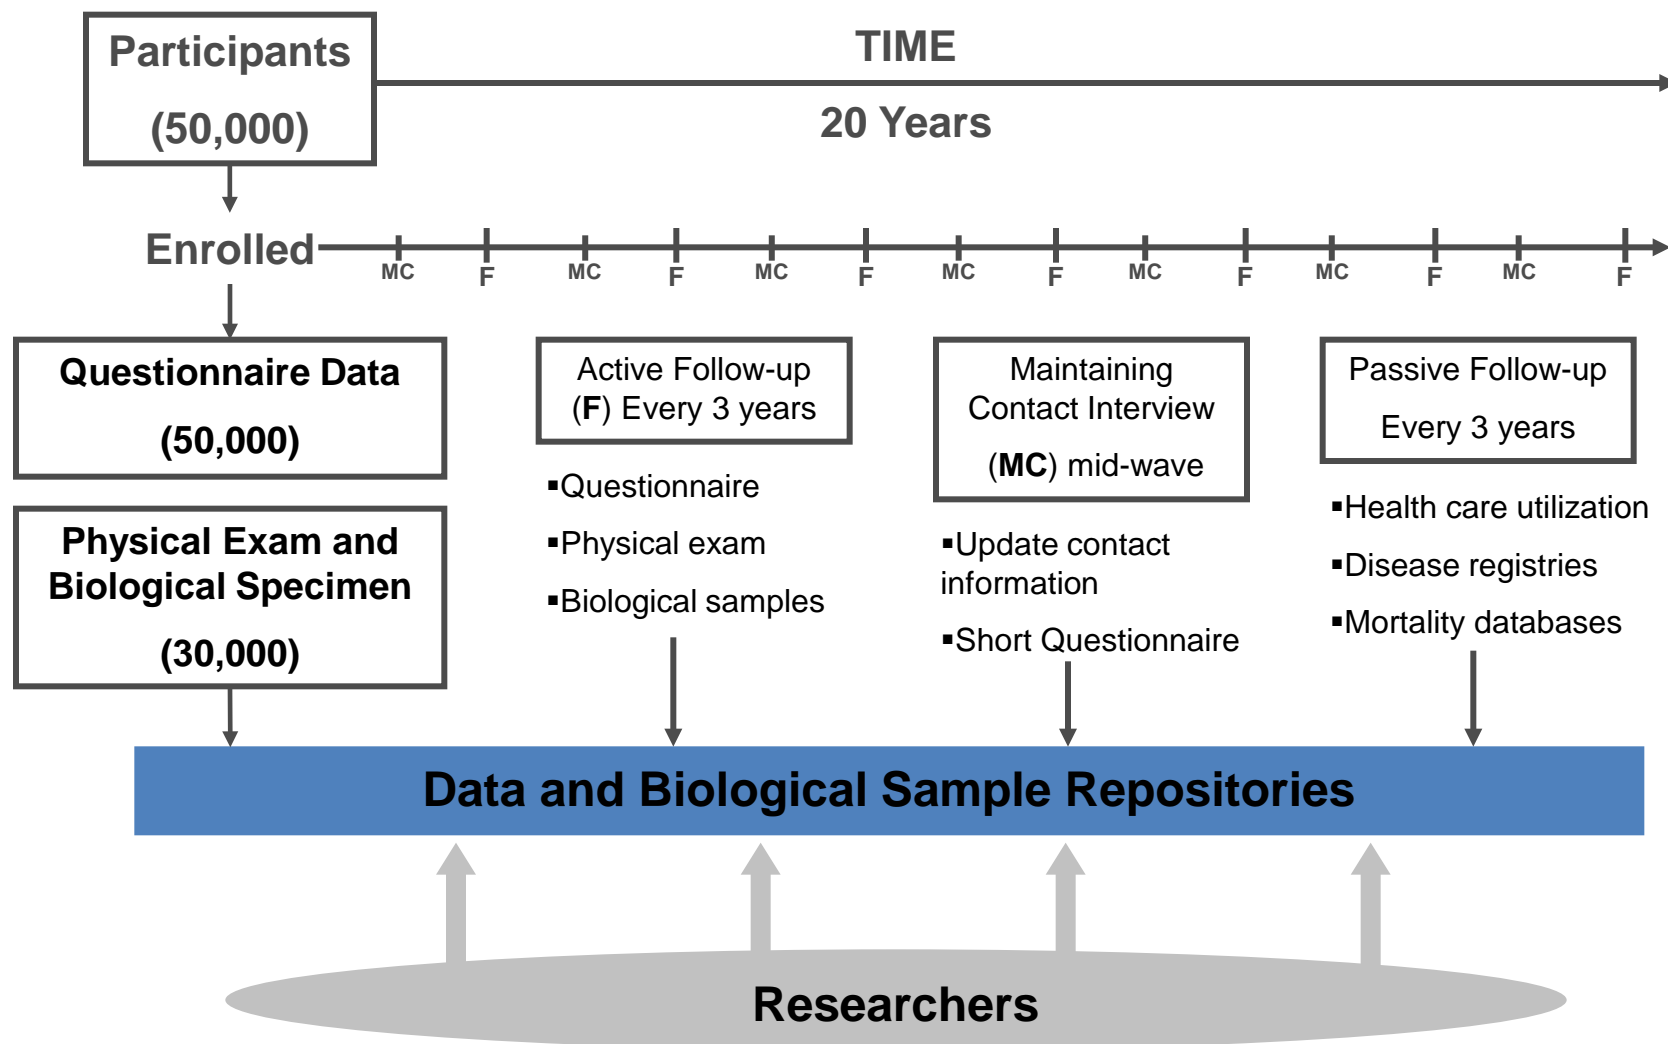 Participants
(50,000)
TIME
20 Years
Enrolled
MC F MC F MC F MC F MC F MC F MC F
Questionnaire Data
(50,000)
Physical Exam and
Biological Specimen
(30,000)
Active Follow-up
(F) Every 3 years
▪Questionnaire
▪Physical exam
▪Biological samples
Maintaining
Contact Interview
(MC) mid-wave
▪Update contact
information
▪Short Questionnaire
Passive Follow-up
Every 3 years
▪Health care utilization
▪Disease registries
▪Mortality databases
Data and Biological Sample Repositories
Researchers